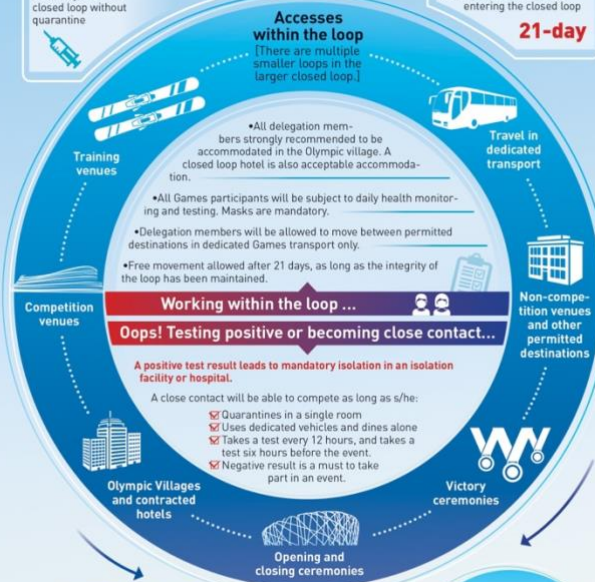 closed loop without
quarantine
entering the closed loop
21-day
Accesses
within the loop
[There are multiple
smaller loops in the
larger closed loop.]
Training
venues
Travel in
dedicated
transport
•All delegation mem-
bers strongly recommended to be
accommodated in the Olympic village. A
closed loop hotel is also acceptable accommoda-
tion.
•All Games participants will be subject to daily health monitor-
ing and testing. Masks are mandatory.
•Delegation members will be allowed to move between permitted
destinations in dedicated Games transport only.
•Free movement allowed after 21 days, as long as the integrity of
the loop has been maintained.
Competition
venues
Working within the loop ...
Non-compe-
tition venues
and other
permitted
destinations
Oops! Testing positive or becoming close contact...
A positive test result leads to mandatory isolation in an isolation
facility or hospital.
A close contact will be able to compete as long as s/he:
Quarantines in a single room
Uses dedicated vehicles and dines alone
Takes a test every 12 hours, and takes a
test six hours before the event.
Negative result is a must to take
part in an event.
Olympic Villages
and contracted
hotels
Victory
ceremonies
Opening and
closing ceremonies